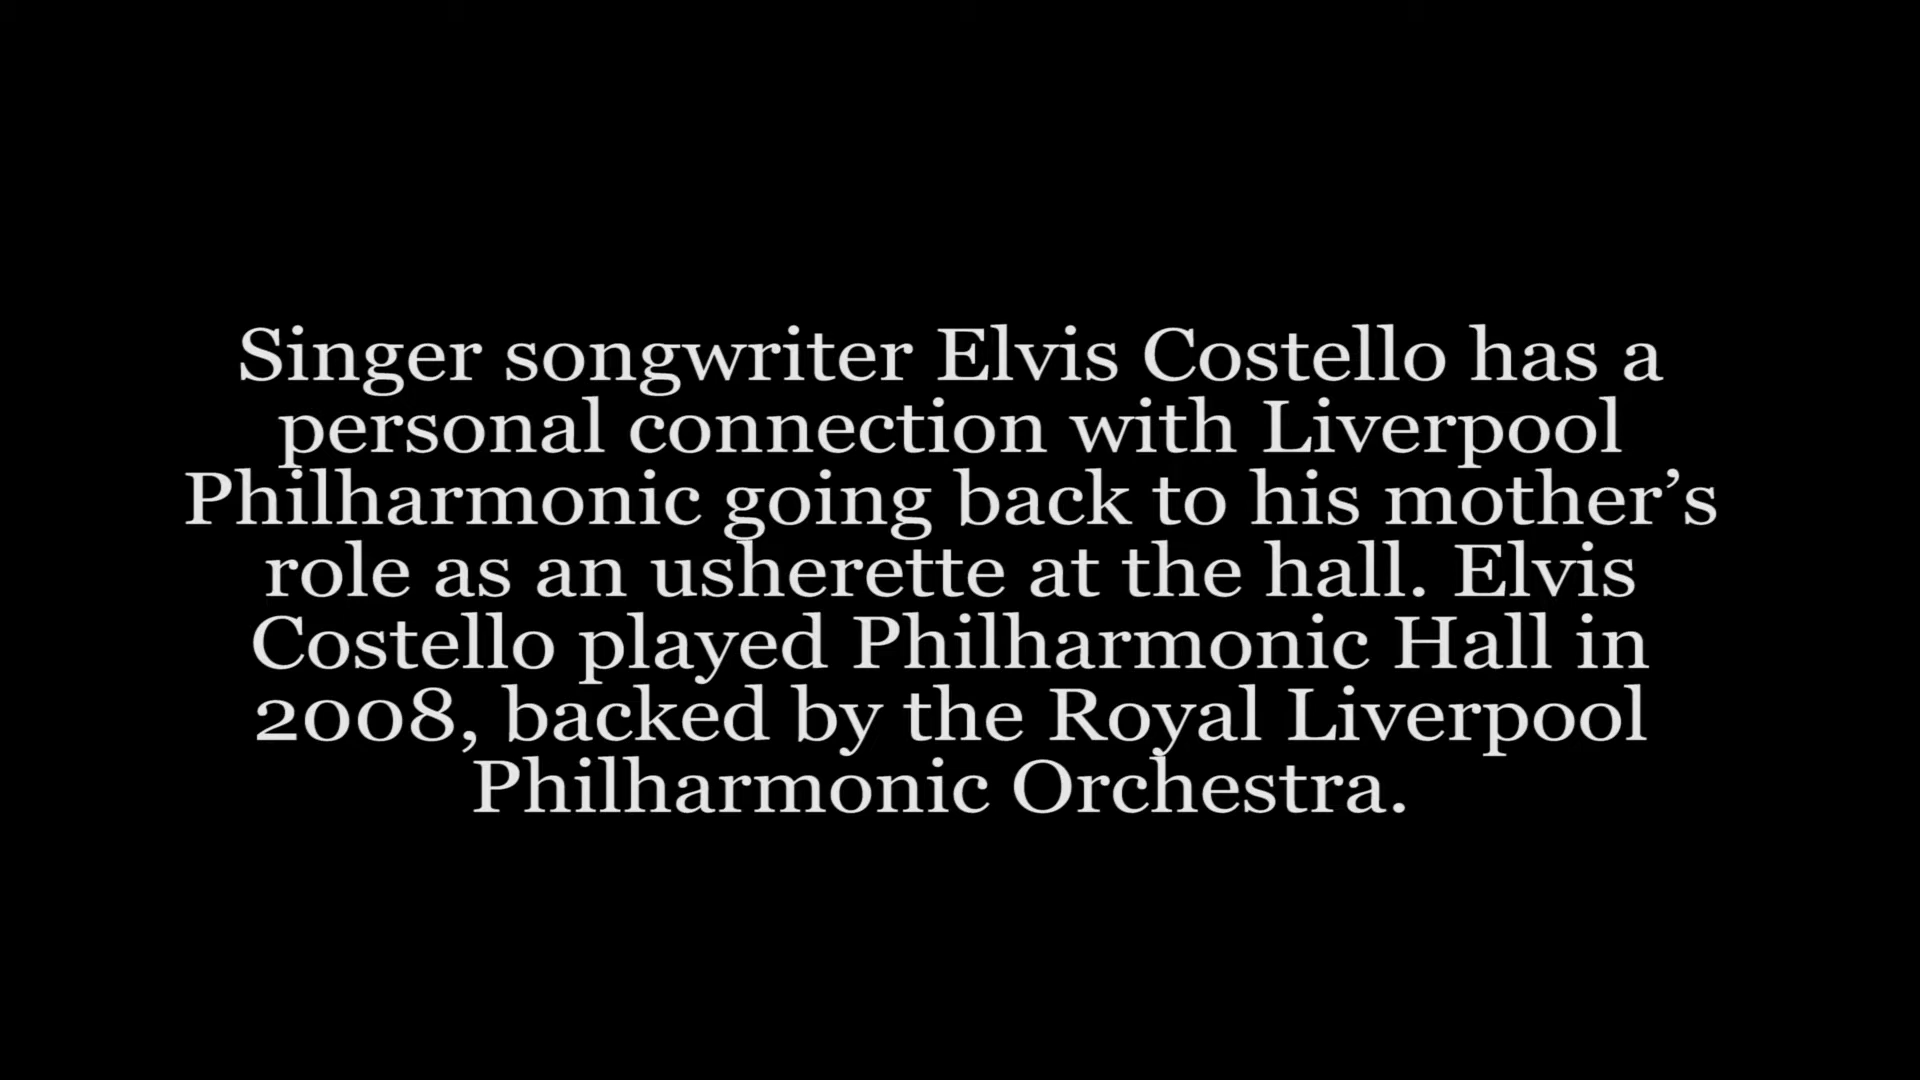 Singer songwriter Elvis Costello has a
personal connection with Liverpool
Philharmonic going back to his mother’s
role as an usherette at the hall. Elvis
Costello played Philharmonic Hall in
2008, backed by the Royal Liverpool
Philharmonic Orchestra.